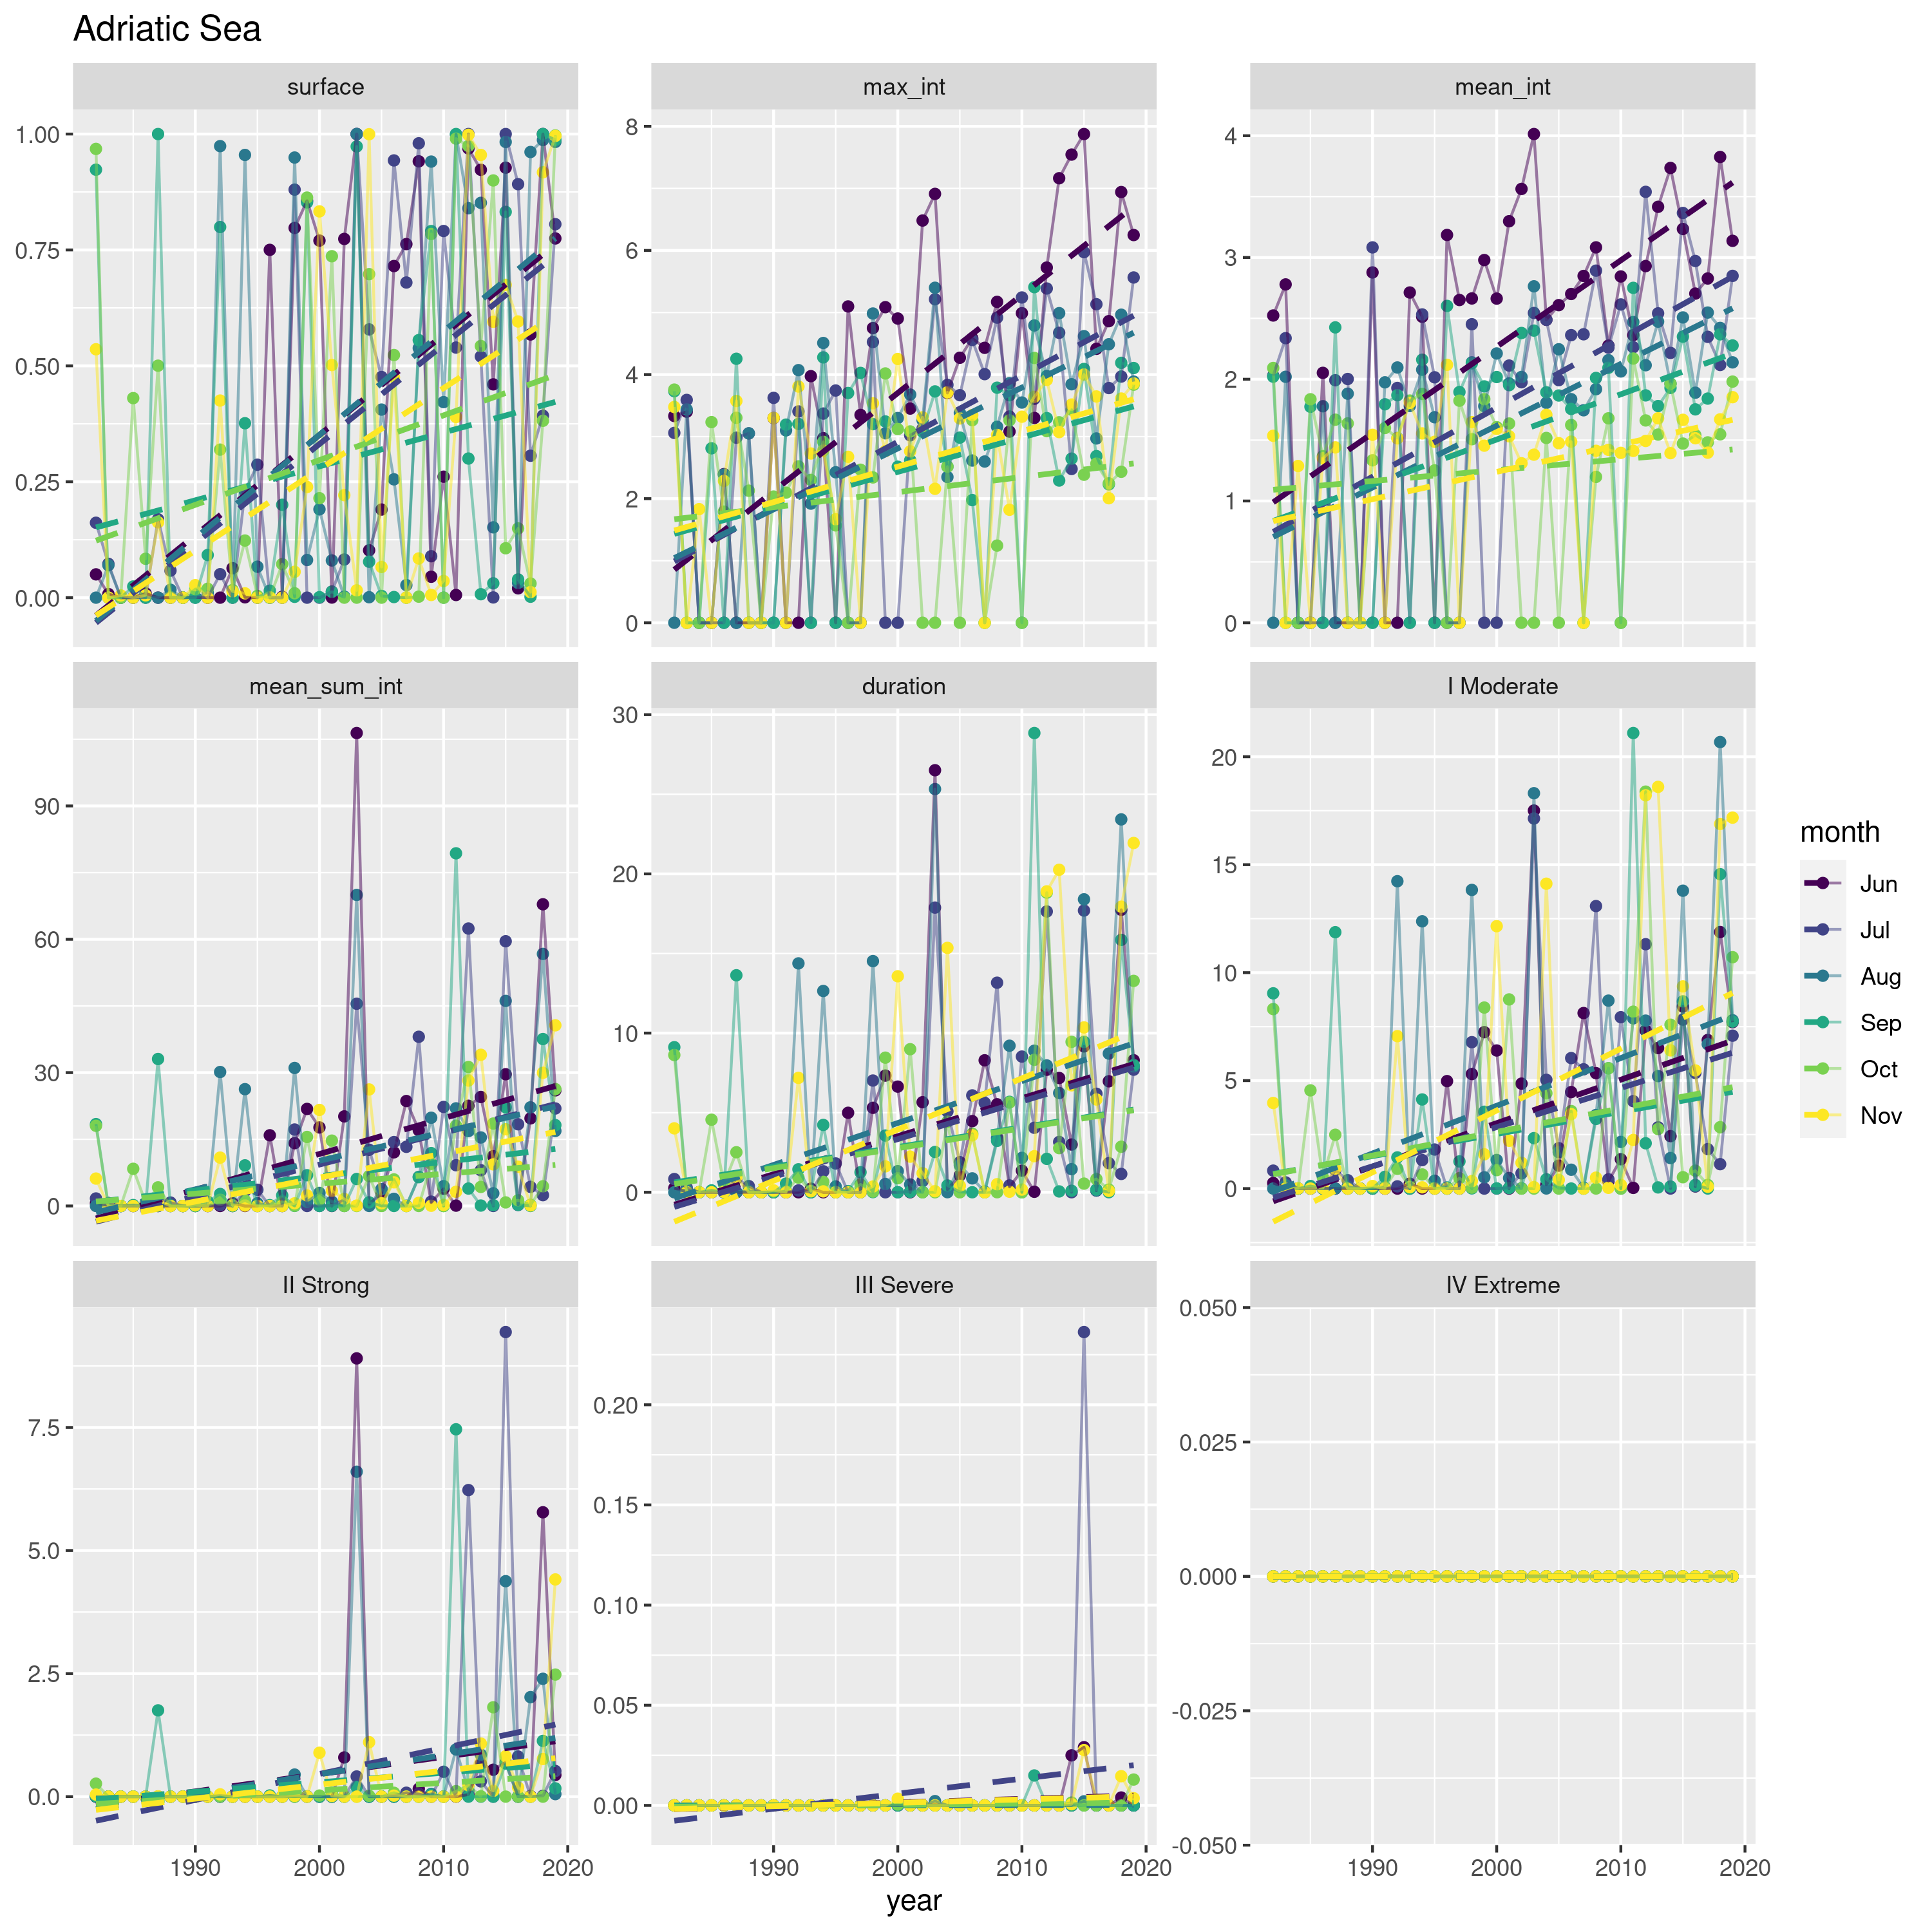 Adriatic Sea
surface
max_int
mean_int
1.00
0.75
0.50
0.25
0.00
8
6
4
2
0
4
3
2
1
0
mean_sum_int
duration
I Moderate
90
60
30
0
30
20
10
0
20
15
10
5
0
II Strong
III Severe
IV Extreme
7.5
5.0
2.5
0.0
0.20
0.15
0.10
0.05
0.00
0.050
0.025
0.000
-0.025
-0.050
1990 2000 2010 2020
1990 2000 2010 2020
1990 2000 2010 2020
year
month
Jun
Jul
Aug
Sep
Oct
Nov